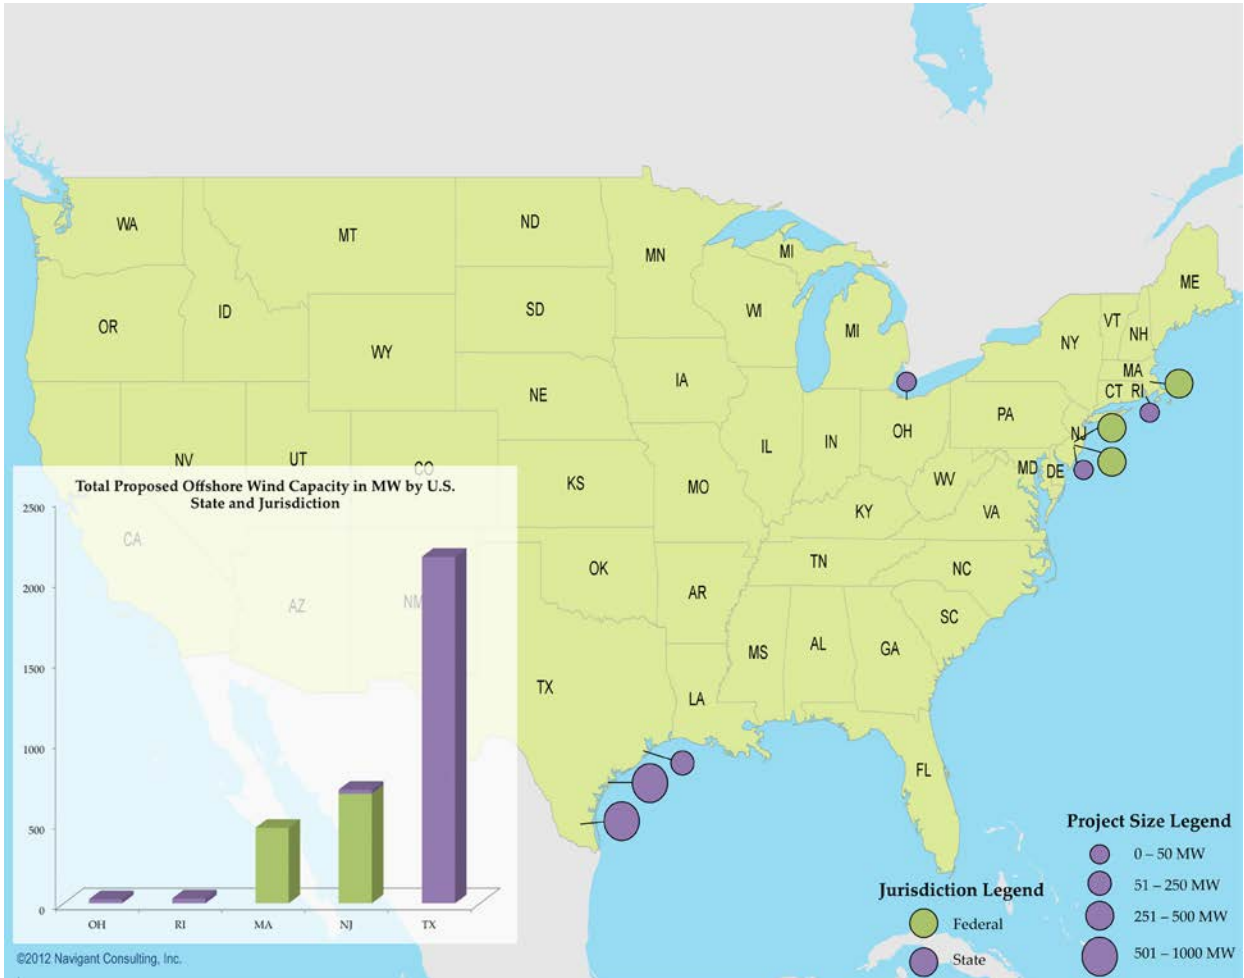 WA
MT
ND
MN
MI
ME
OR
ID
SD
WI
MI
VT
NH
NY
WY
MA
CT RI
IA
NE
PA
OH
NJ
IL
IN
NV
UT
CO
KS
MO
WV
MD
DE
KY
VA
Total Proposed Offshore Wind Capacity in MW by U.S.
State and Jurisdiction
2500
CA
2000
OK
TN
NC
AZ
NM
AR
SC
1500
MS
AL
GA
TX
LA
1000
FL
500
0
OH
RI
MA
NJ
TX
Project Size Legend
0 – 50 MW
51 – 250 MW
251 – 500 MW
501 – 1000 MW
Jurisdiction Legend
Federal
State
©2012 Navigant Consulting, Inc.